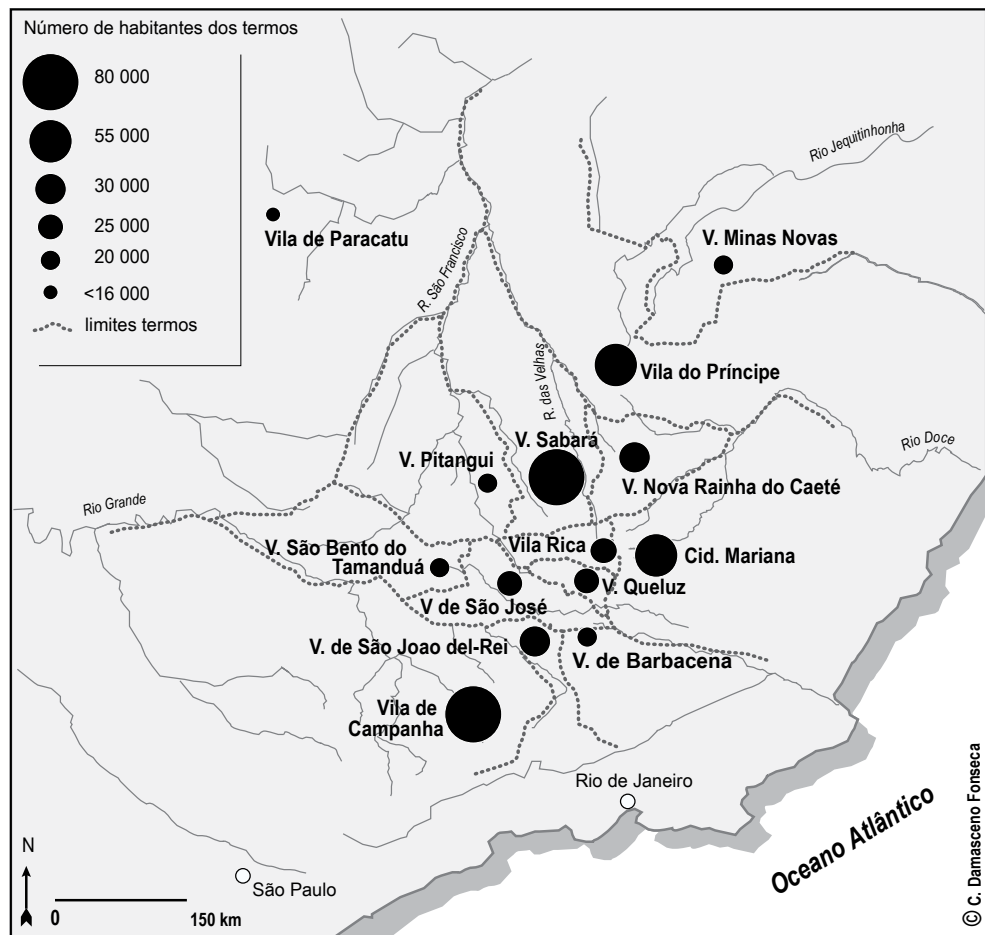 Número de habitantes dos termos
80 000
55 000
30 000
25 000
20 000
<16 000
limites termos
Rio Jequitinhonha
Vila de Paracatu
V. Minas Novas
R. São Francisco
R. das Velhas
Vila do Príncipe
V. Sabará
V. Pitangui
Rio Doce
V. Nova Rainha do Caeté
Rio Grande
V. São Bento do
Tamanduá
Vila Rica
Cid. Mariana
V. Queluz
V de São José
V. de São Joao del-Rei
V. de Barbacena
Vila de
Campanha
Rio de Janeiro
Oceano Atlântico
São Paulo
N
0
150 km
© C. Damasceno Fonseca